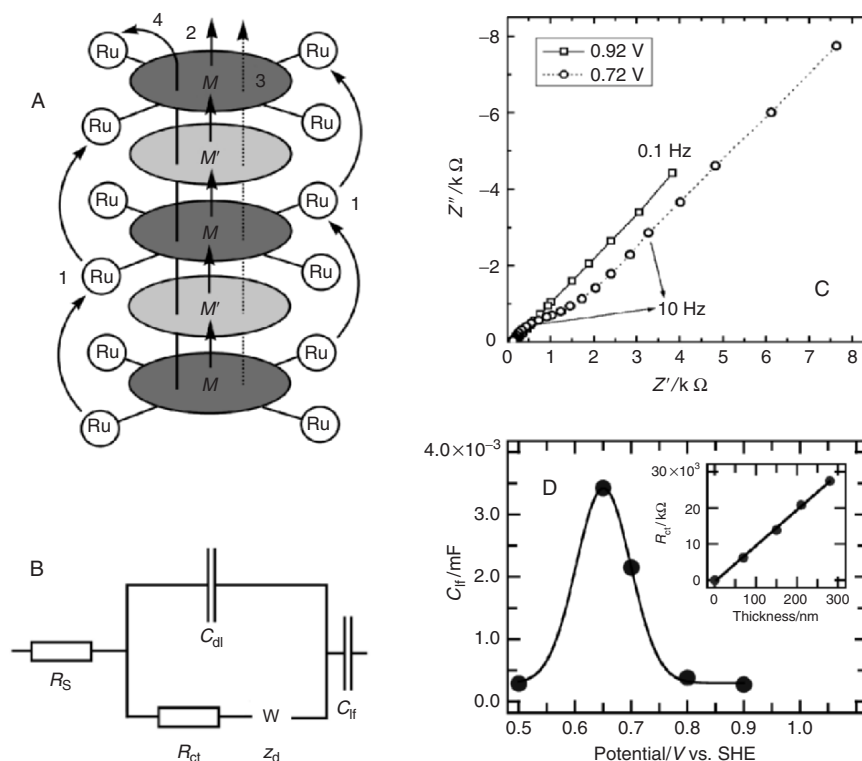 A
4
2
Ru
Ru
M
3
Ru
Ru
M'
Ru
M
1
1
Ru
Ru
M'
Ru
Ru
M
Ru
Ru
B
C_dl
R_S
C_lf
W
R_ct
z_d
−8
0.92 V
0.72 V
−6
0.1 Hz
Z''/k Ω
−4
−2
10 Hz
C
0
0 1 2 3 4 5 6 7 8
Z'/k Ω
4.0×10⁻³
D
3.0
2.0
1.0
0.0
C_lf/mF
30×10³
20
10
0
R_ct/kΩ
0 100 200 300
Thickness/nm
0.5 0.6 0.7 0.8 0.9 1.0
Potential/V vs. SHE